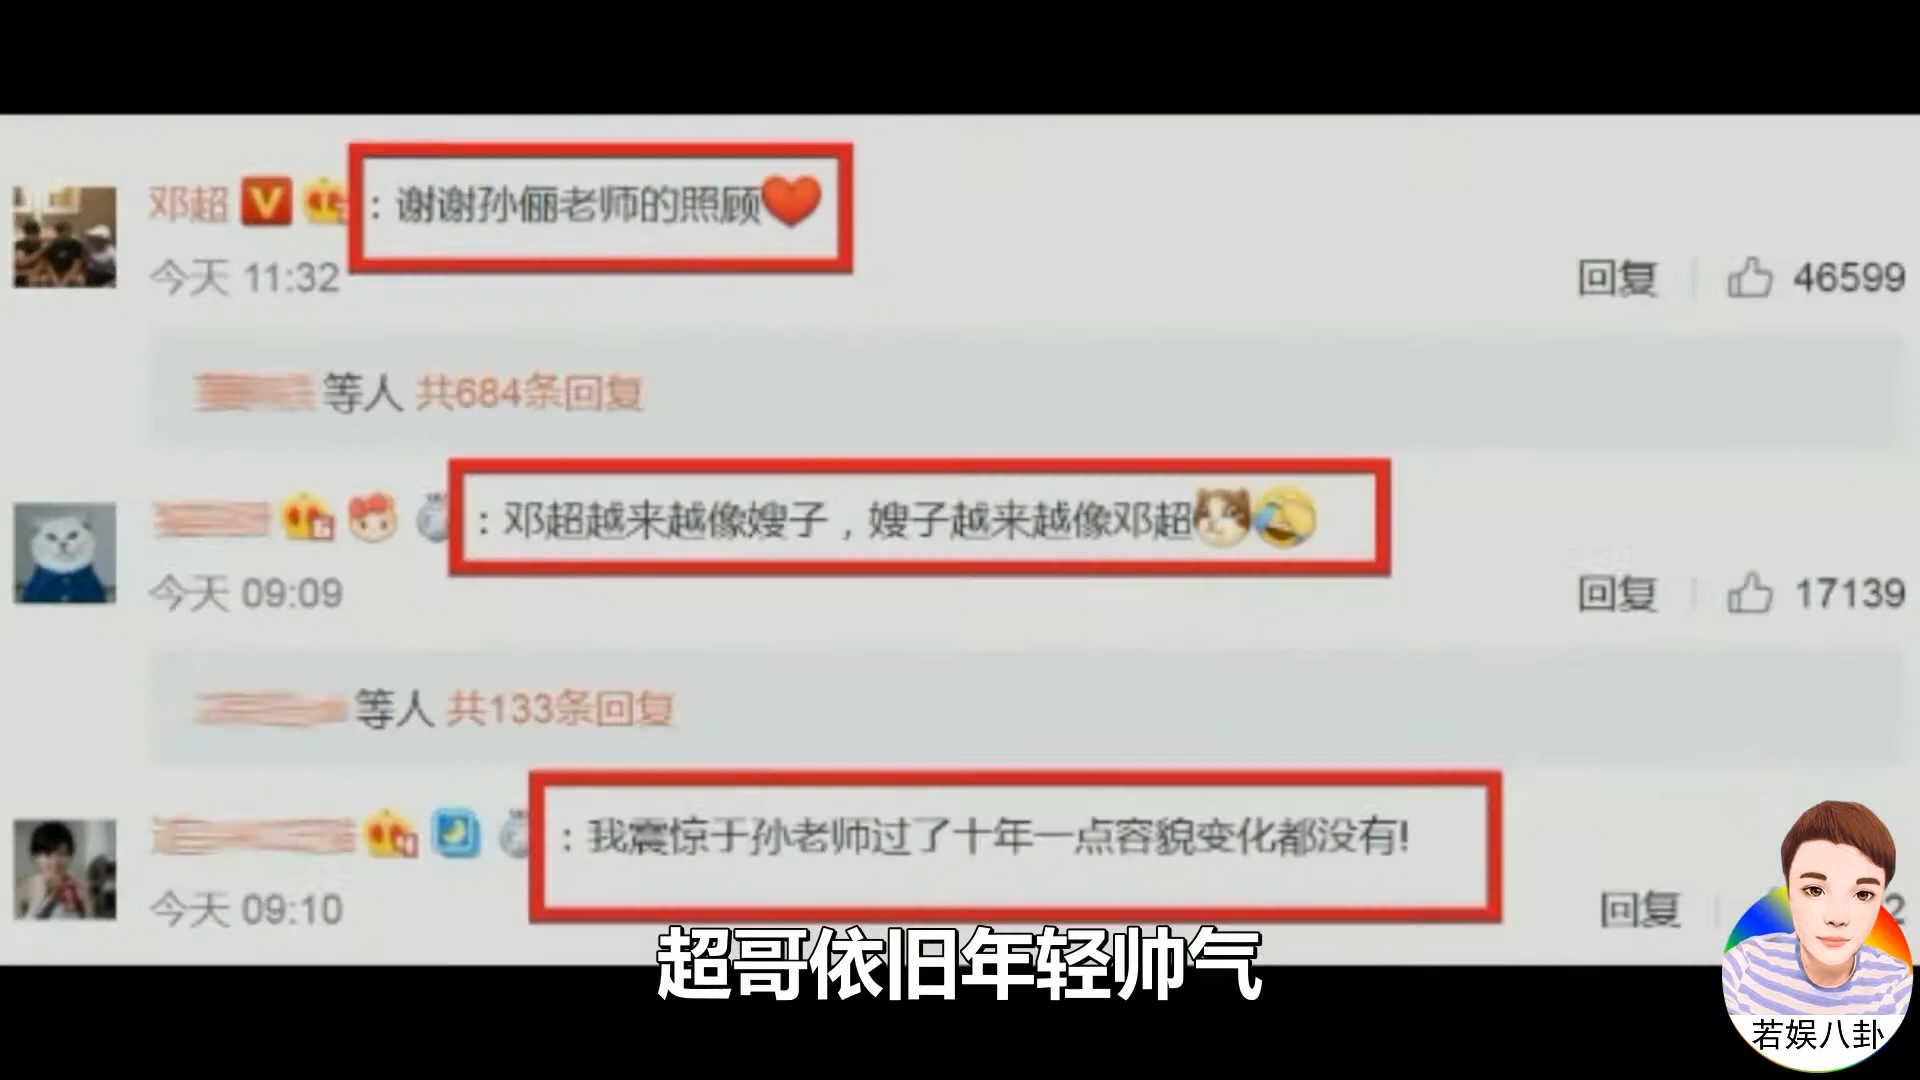 邓超 V : 谢谢孙俪老师的照顾
今天 11:32
回复 46599
等人 共684条回复
6 : 邓超越来越像嫂子，嫂子越来越像邓超
今天 09:09
回复 17139
等人 共133条回复
4 : 我震惊于孙老师过了十年一点容貌变化都没有!
今天 09:10
回复
超哥依旧年轻帅气
若娱八卦